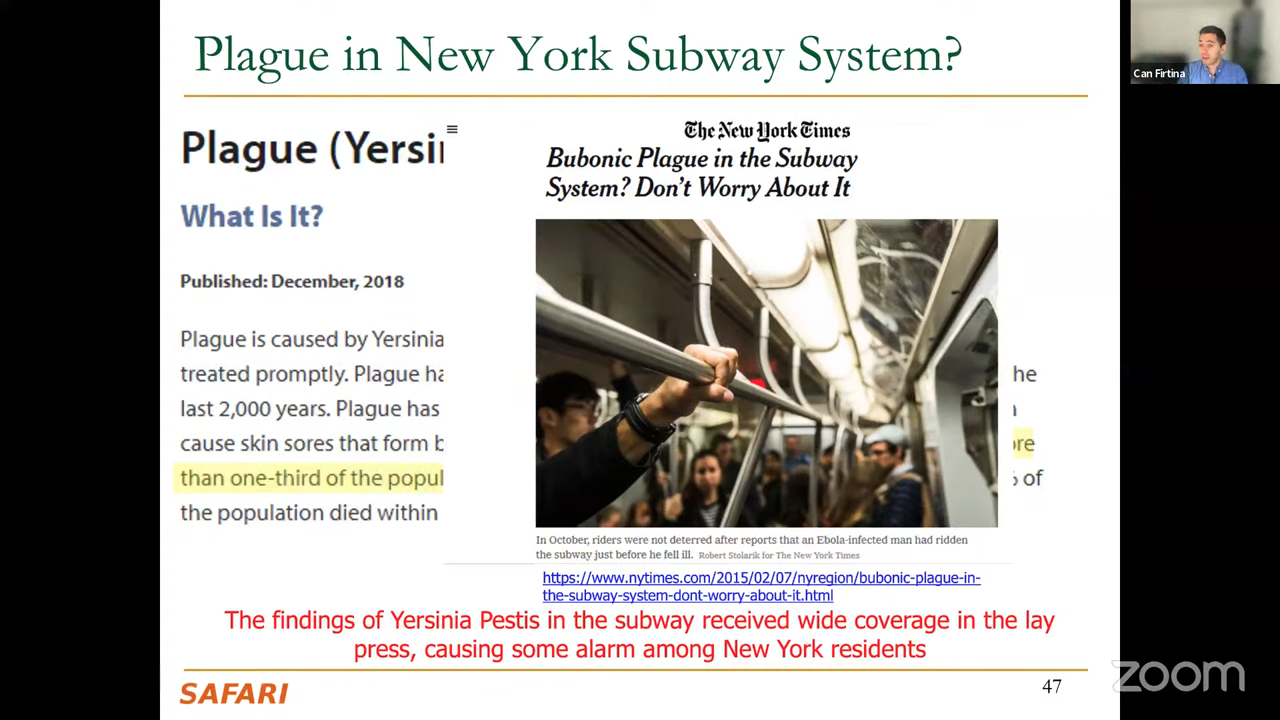 Plague in New York Subway System?
Can Firtina
Plague (Yersi
What Is It?
Published: December, 2018
Plague is caused by Yersinia
treated promptly. Plague ha
last 2,000 years. Plague has
cause skin sores that form b
than one-third of the popul
the population died within
The New York Times
Bubonic Plague in the Subway
System? Don't Worry About It
he
ore
of
In October, riders were not deterred after reports that an Ebola-infected man had ridden
the subway just before he fell ill. Robert Stolarik for The New York Times
https://www.nytimes.com/2015/02/07/nyregion/bubonic-plague-in-
the-subway-system-dont-worry-about-it.html
The findings of Yersinia Pestis in the subway received wide coverage in the lay
press, causing some alarm among New York residents
SAFARI
47
zoom